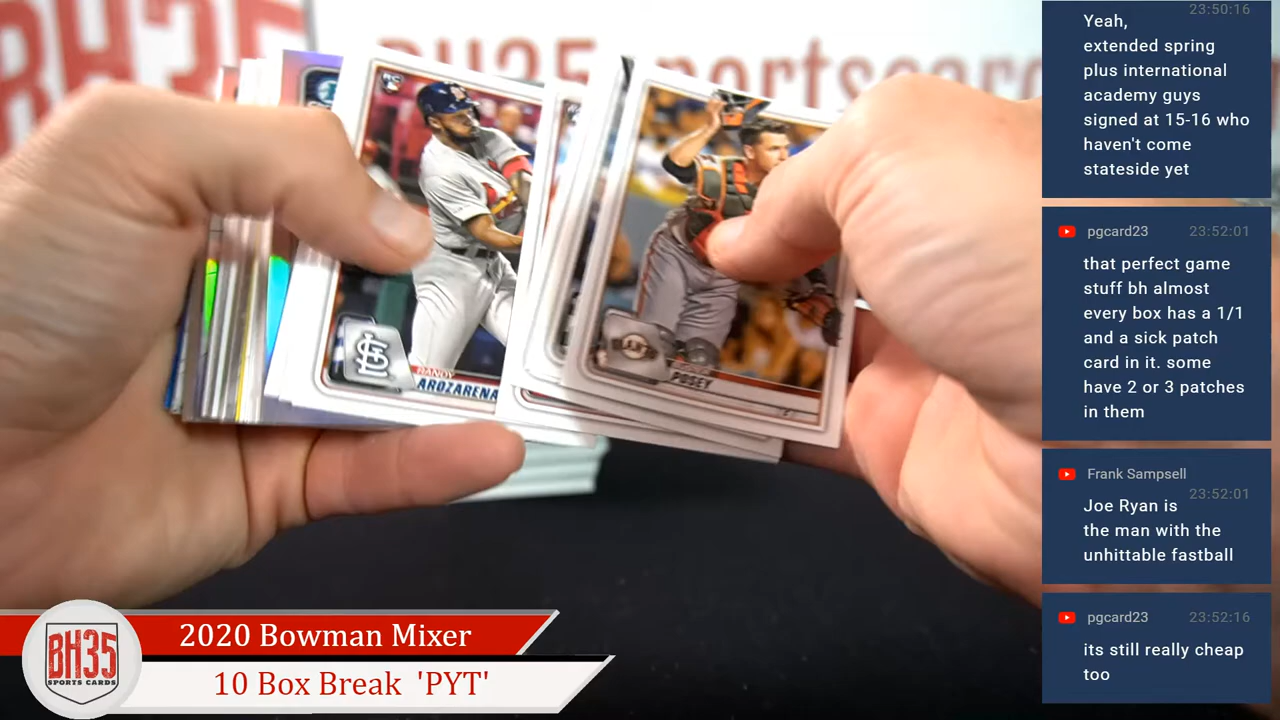 BH35 sportscard
RC
RANDY
AROZARENA
POSEY
23:50:16
Yeah,
extended spring
plus international
academy guys
signed at 15-16 who
haven't come
stateside yet
pgcard23 23:52:01
that perfect game
stuff bh almost
every box has a 1/1
and a sick patch
card in it. some
have 2 or 3 patches
in them
Frank Sampsell
23:52:01
Joe Ryan is
the man with the
unhittable fastball
pgcard23 23:52:16
its still really cheap
too
BH35
SPORTS CARDS
2020 Bowman Mixer
10 Box Break 'PYT'